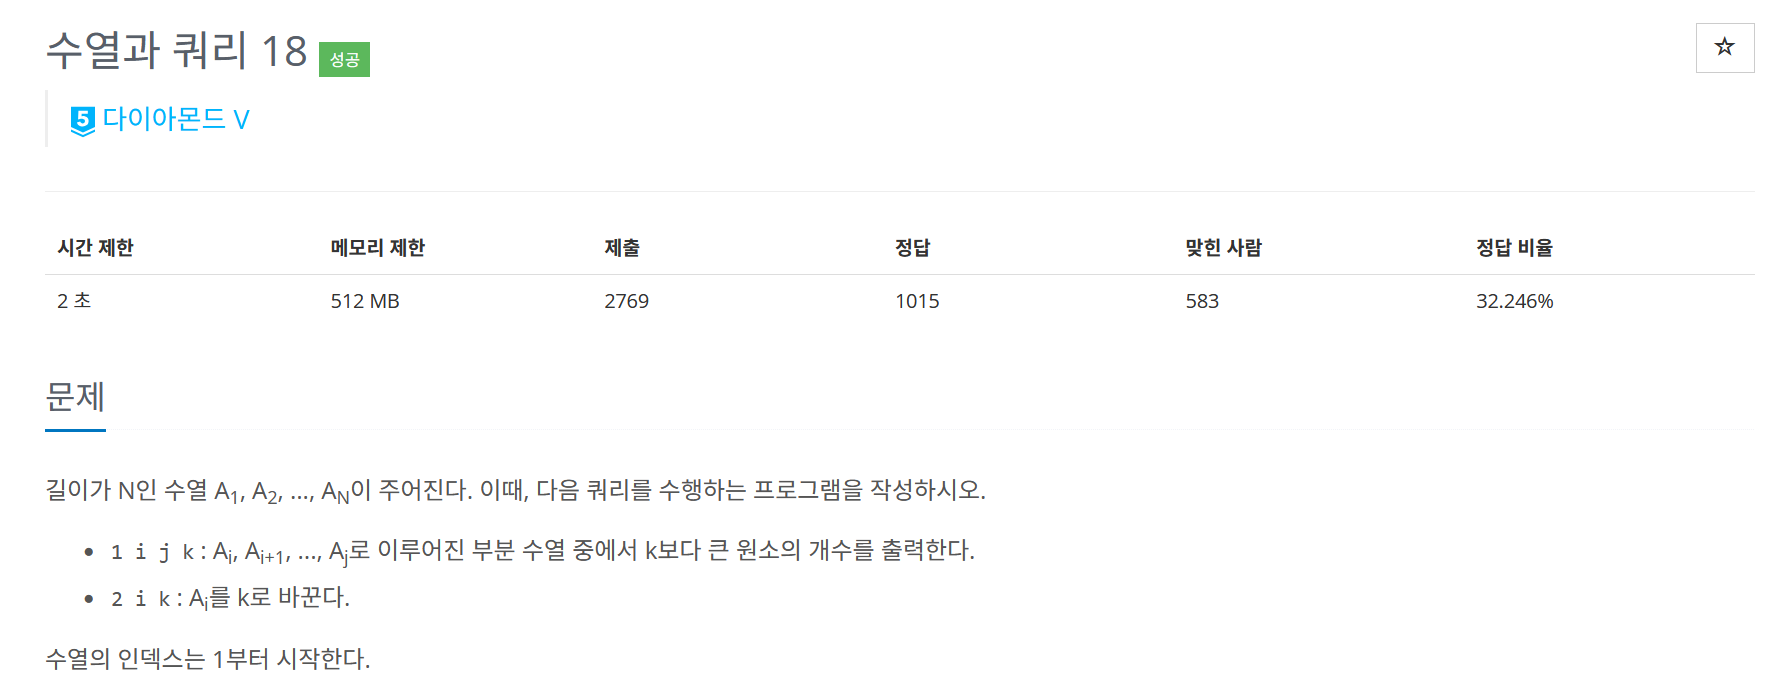 수열과 쿼리 18 성공
5 다이아몬드 V
시간 제한 메모리 제한 제출 정답 맞힌 사람 정답 비율
2 초 512 MB 2769 1015 583 32.246%
문제
길이가 N인 수열 A1, A2, ..., AN이 주어진다. 이때, 다음 쿼리를 수행하는 프로그램을 작성하시오.
• 1 i j k : Ai, Ai+1, ..., Aj로 이루어진 부분 수열 중에서 k보다 큰 원소의 개수를 출력한다.
• 2 i k : Ai를 k로 바꾼다.
수열의 인덱스는 1부터 시작한다.